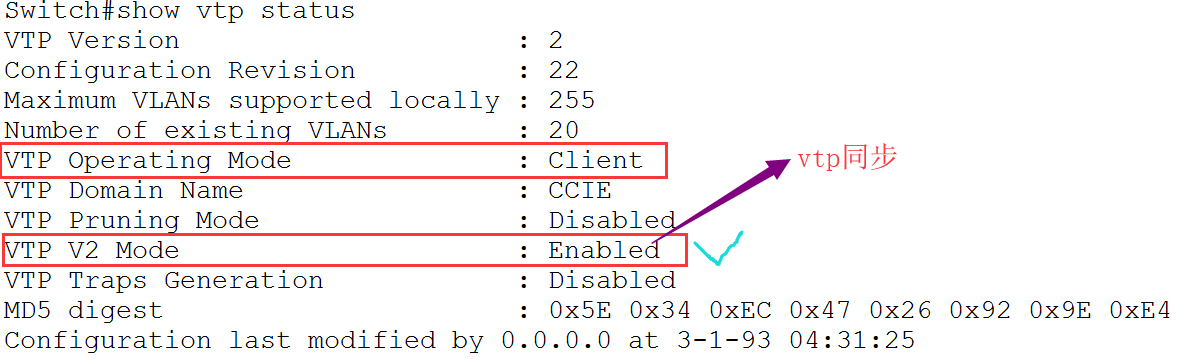 Switch#show vtp status
VTP Version : 2
Configuration Revision : 22
Maximum VLANs supported locally : 255
Number of existing VLANs : 20
VTP Operating Mode : Client
vtp同步
VTP Domain Name : CCIE
VTP Pruning Mode : Disabled
VTP V2 Mode : Enabled
VTP Traps Generation : Disabled
MD5 digest : 0x5E 0x34 0xEC 0x47 0x26 0x92 0x9E 0xE4
Configuration last modified by 0.0.0.0 at 3-1-93 04:31:25